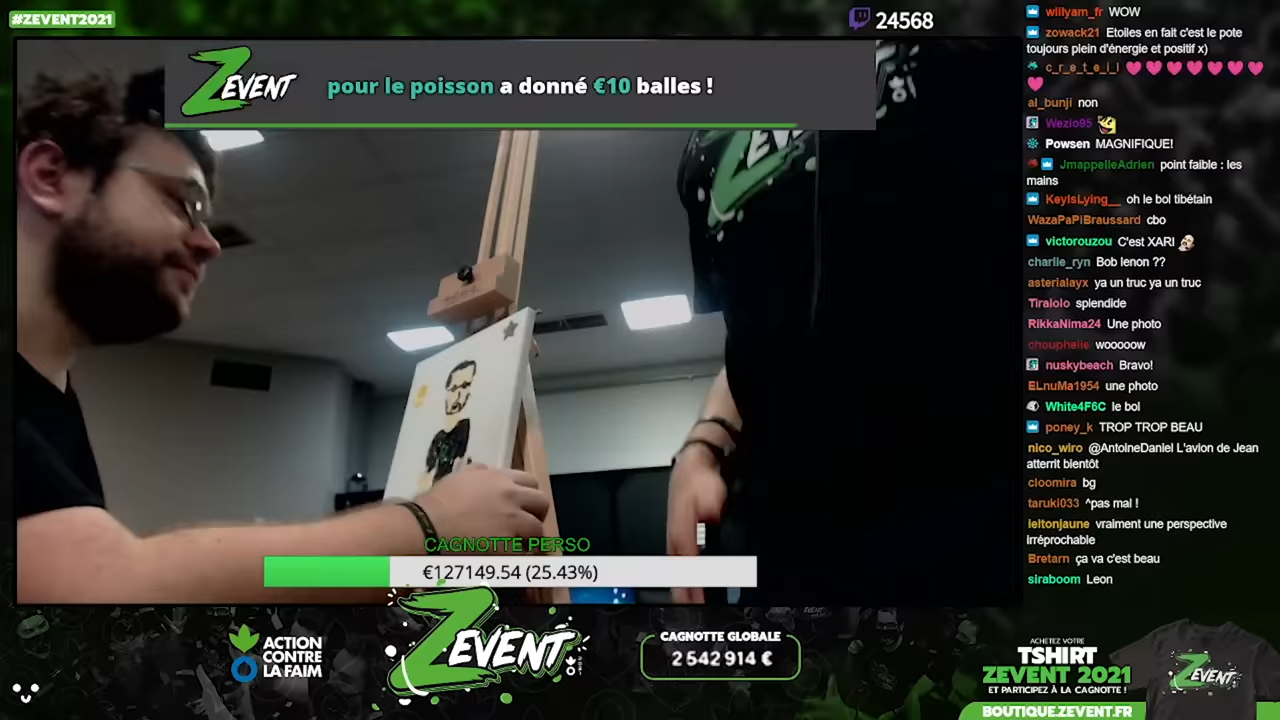 #ZEVENT2021
24568
ZEVENT
pour le poisson a donné €10 balles !
willyam_fr WOW
zowack21 Etoiles en fait c'est le pote
toujours plein d'énergie et positif x)
c_r_e_t_e_i_l
al_bunji non
Wezio95
Powsen MAGNIFIQUE!
JmappelleAdrien point faible : les
mains
KeyIsLying__ oh le bol tibétain
WazaPaPiBraussard cbo
victorouzou C'est XARI
charlie_ryn Bob lenon ??
asterialayx ya un truc ya un truc
Tiralolo splendide
RikkaNima24 Une photo
chouphelie wooooow
nuskybeach Bravo!
ELnuMa1954 une photo
White4F6C le bol
poney_k TROP TROP BEAU
nico_wiro @AntoineDaniel L'avion de Jean
atterrit bientôt
cloomira bg
taruki033 ^pas mal !
leitonjaune vraiment une perspective
irréprochable
Bretarn ça va c'est beau
siraboom Leon
CAGNOTTE PERSO
€127149.54 (25.43%)
ACTION
CONTRE
LA FAIM
ZEVENT
CAGNOTTE GLOBALE
2 542 914 €
ACHETEZ VOTRE
TSHIRT
ZEVENT 2021
ET PARTICIPEZ À LA CAGNOTTE !
BOUTIQUE.ZEVENT.FR
ZEVENT